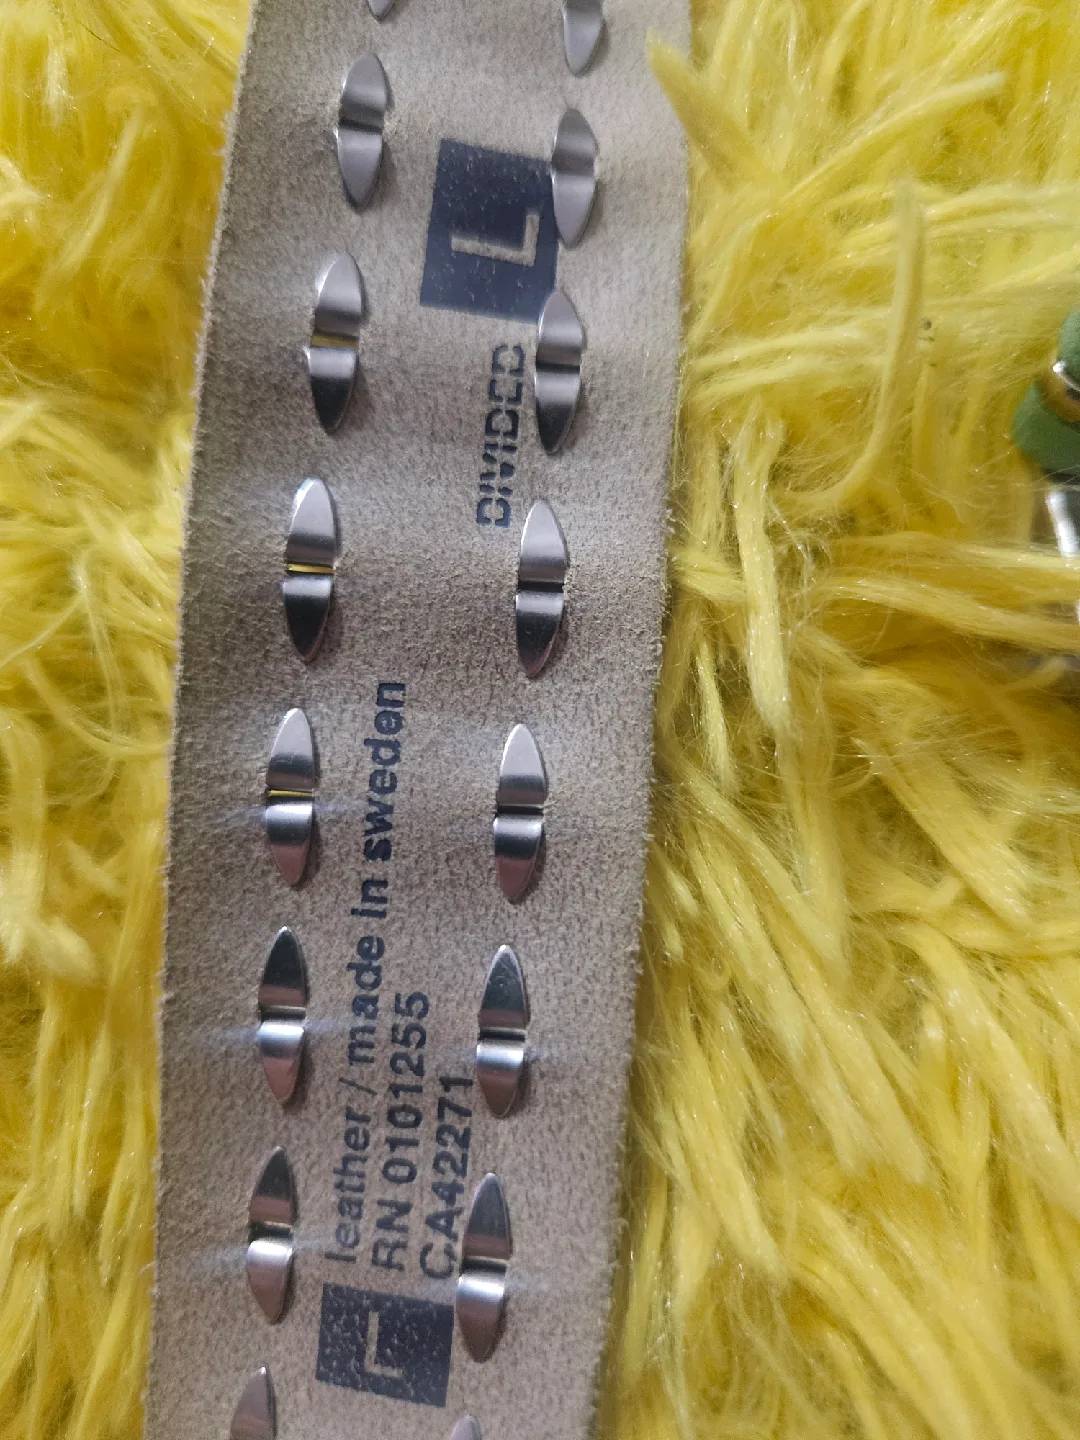 L
DIVIDED
leather / made in sweden
RN 0101255
CA42271
L